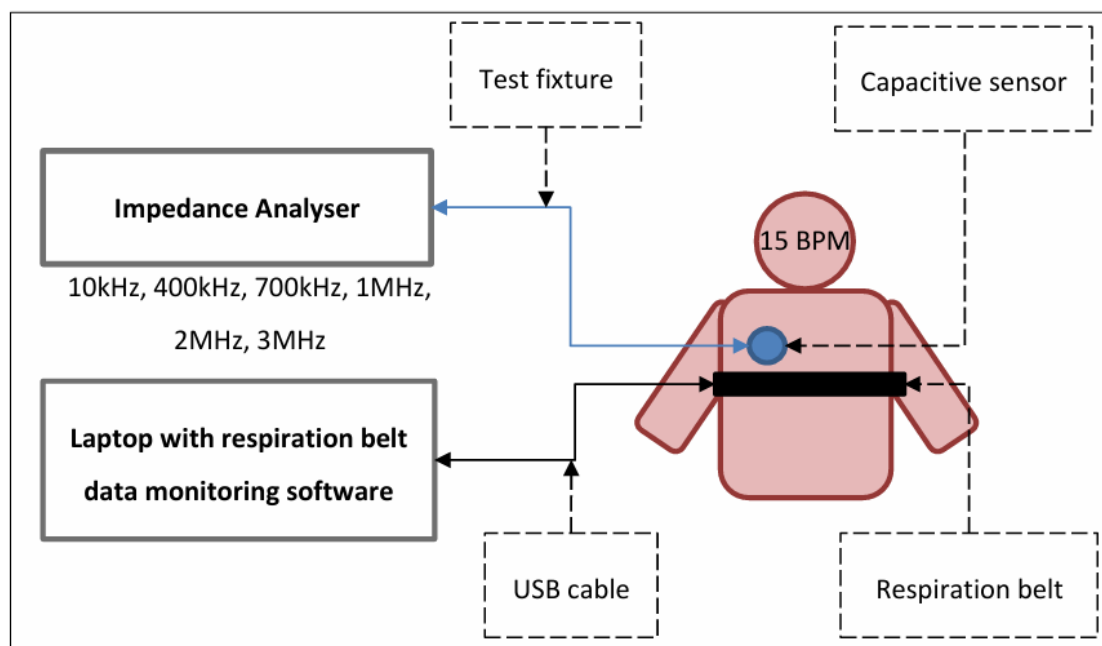 Test fixture
Capacitive sensor
Impedance Analyser
15 BPM
10kHz, 400kHz, 700kHz, 1MHz,
2MHz, 3MHz
Laptop with respiration belt
data monitoring software
USB cable
Respiration belt